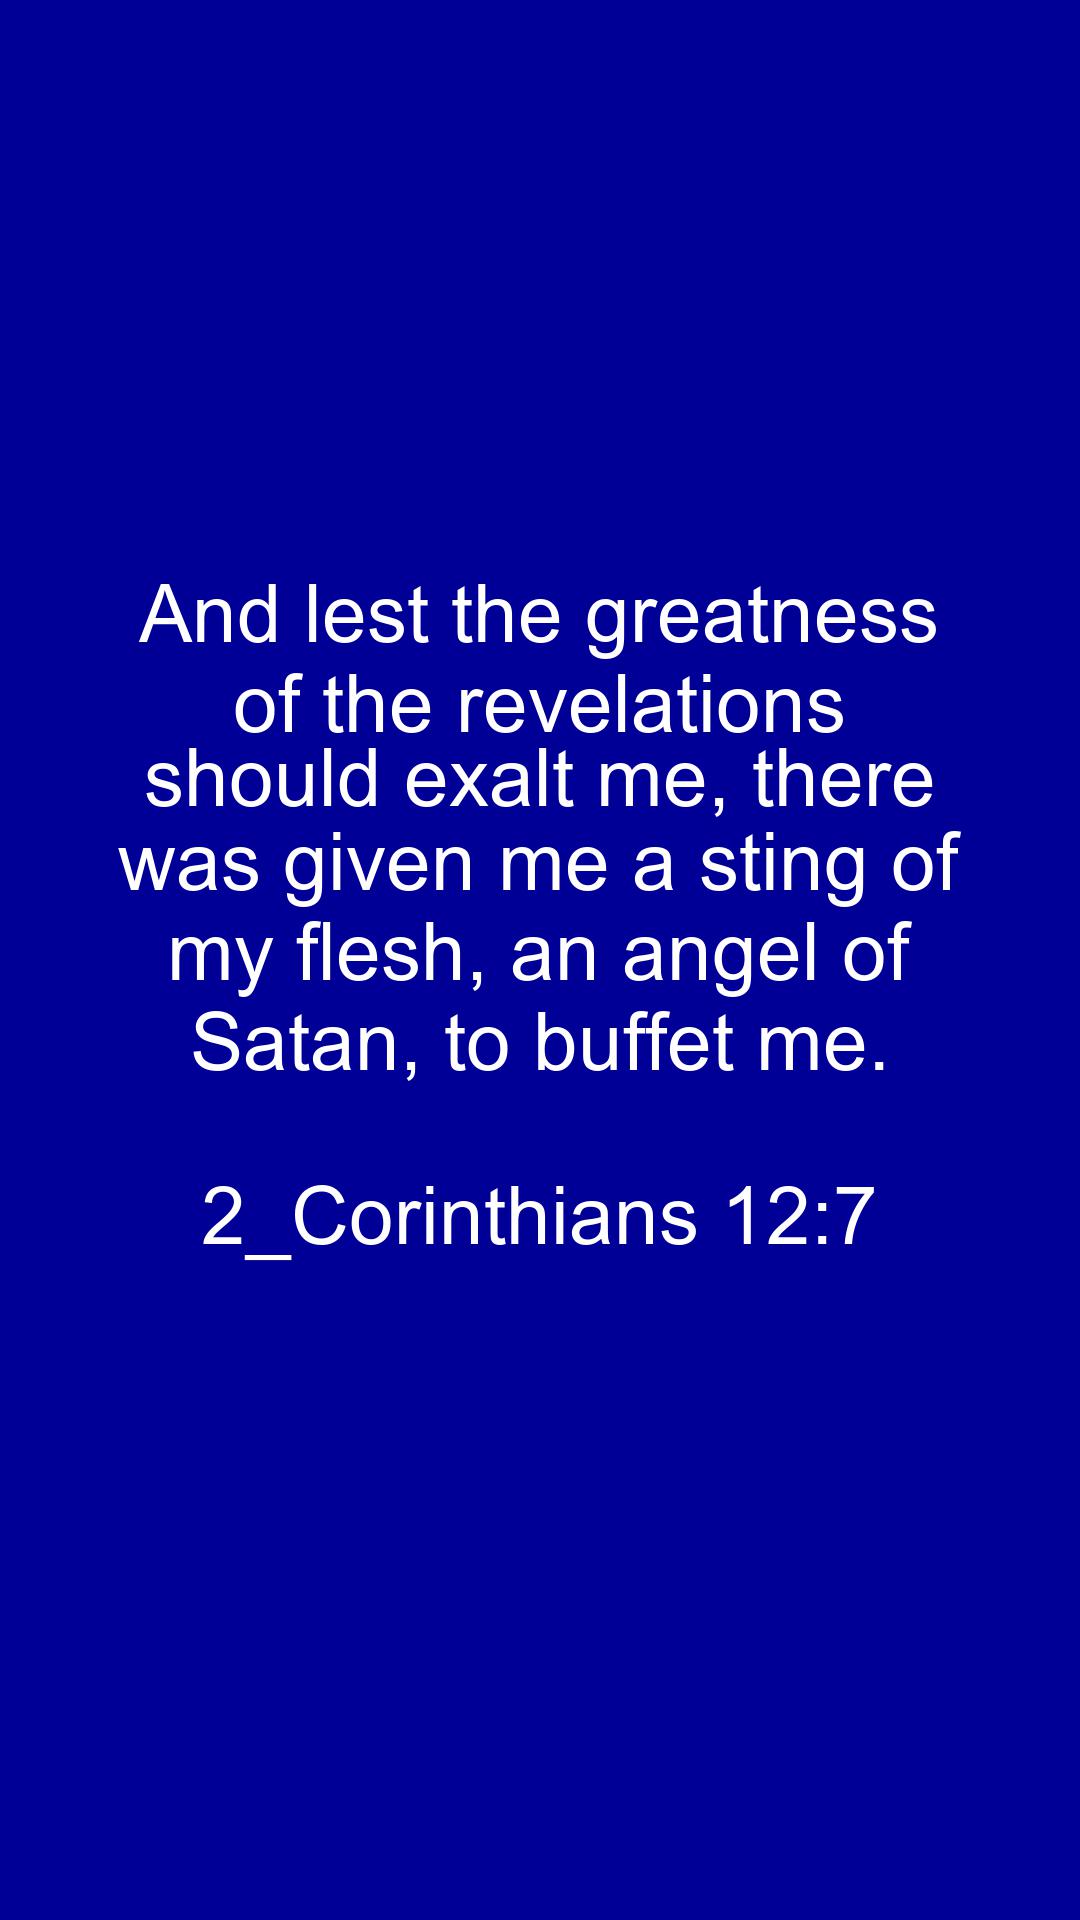 And lest the greatness
of the revelations
should exalt me, there
was given me a sting of
my flesh, an angel of
Satan, to buffet me.
2_Corinthians 12:7